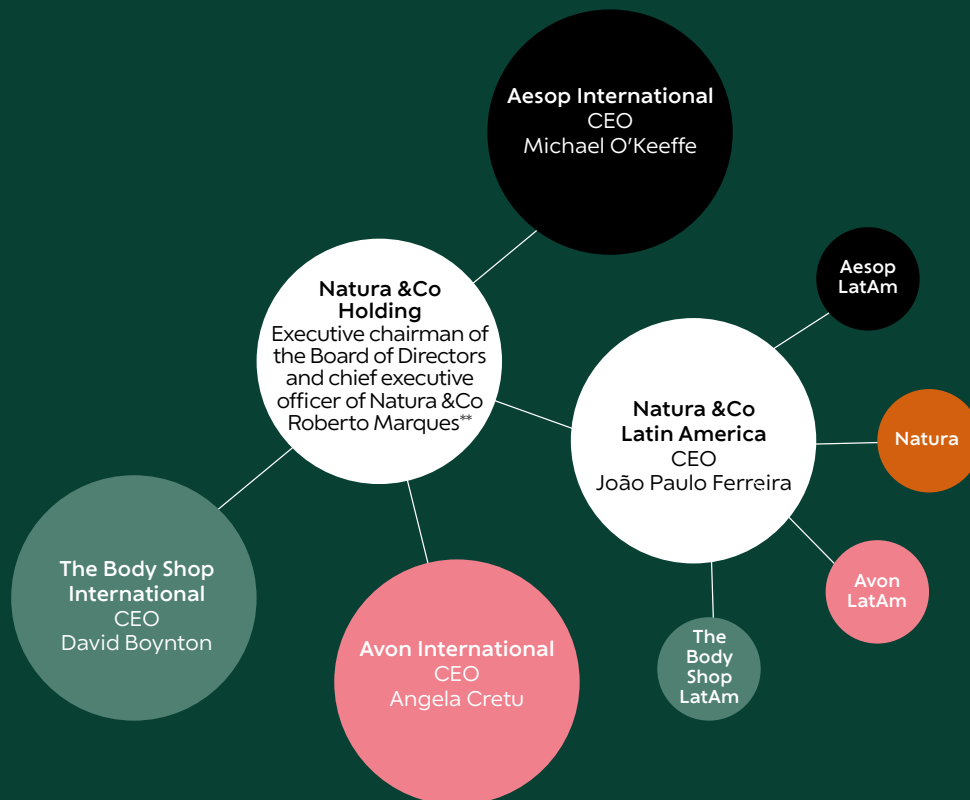 Aesop International
CEO
Michael O’Keeffe
Natura &Co
Holding
Executive chairman of
the Board of Directors
and chief executive
officer of Natura &Co
Roberto Marques**
Aesop
LatAm
Natura &Co
Latin America
CEO
João Paulo Ferreira
Natura
Avon
LatAm
The
Body
Shop
LatAm
The Body Shop
International
CEO
David Boynton
Avon International
CEO
Angela Cretu